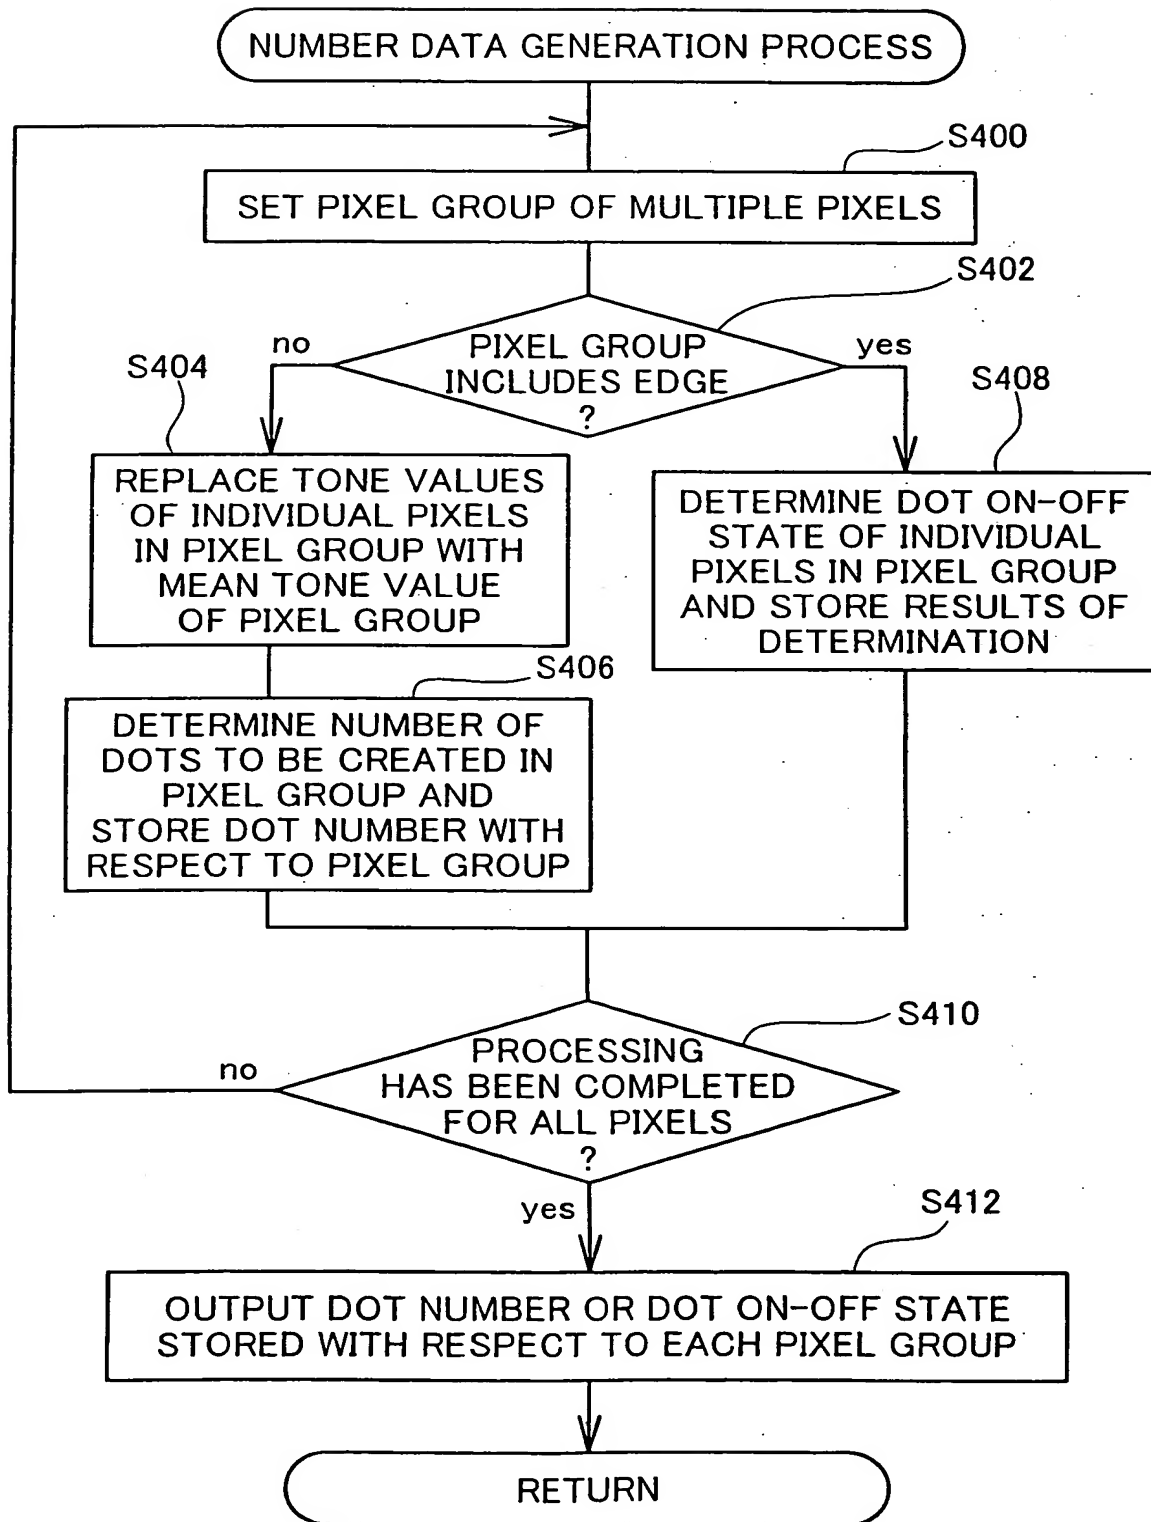 NUMBER DATA GENERATION PROCESS
S400
SET PIXEL GROUP OF MULTIPLE PIXELS
S402
PIXEL GROUP
INCLUDES EDGE
?
no
yes
S404
REPLACE TONE VALUES
OF INDIVIDUAL PIXELS
IN PIXEL GROUP WITH
MEAN TONE VALUE
OF PIXEL GROUP
S408
DETERMINE DOT ON-OFF
STATE OF INDIVIDUAL
PIXELS IN PIXEL GROUP
AND STORE RESULTS OF
DETERMINATION
S406
DETERMINE NUMBER OF
DOTS TO BE CREATED IN
PIXEL GROUP AND
STORE DOT NUMBER WITH
RESPECT TO PIXEL GROUP
S410
PROCESSING
HAS BEEN COMPLETED
FOR ALL PIXELS
?
no
yes
S412
OUTPUT DOT NUMBER OR DOT ON-OFF STATE
STORED WITH RESPECT TO EACH PIXEL GROUP
RETURN